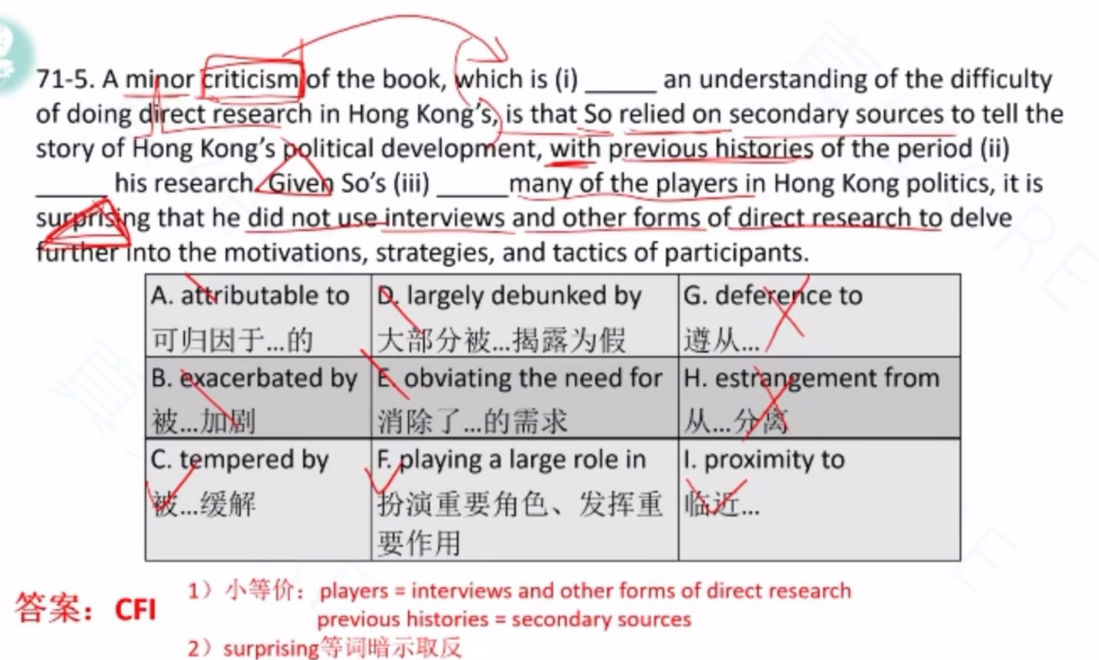 71-5. A minor criticism of the book, which is (i) _____ an understanding of the difficulty
of doing direct research in Hong Kong's, is that So relied on secondary sources to tell the
story of Hong Kong's political development, with previous histories of the period (ii)
_____ his research. Given So's (iii) _____ many of the players in Hong Kong politics, it is
surprising that he did not use interviews and other forms of direct research to delve
further into the motivations, strategies, and tactics of participants.
A. attributable to
可归因于...的
D. largely debunked by
大部分被...揭露为假
G. deference to
遵从...
B. exacerbated by
被...加剧
E. obviating the need for
消除了...的需求
H. estrangement from
从...分离
C. tempered by
被...缓解
F. playing a large role in
扮演重要角色、发挥重
要作用
I. proximity to
临近...
答案：CFI
1）小等价：players = interviews and other forms of direct research
previous histories = secondary sources
2）surprising等词暗示取反